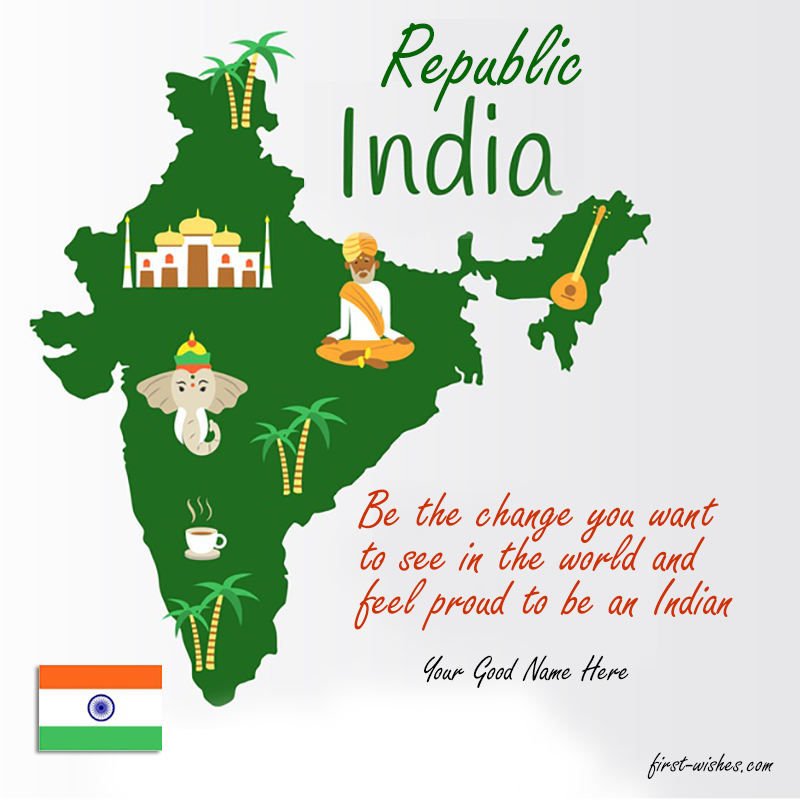 Republic
India
Be the change you want
to see in the world and
feel proud to be an Indian
Your Good Name Here
first-wishes.com